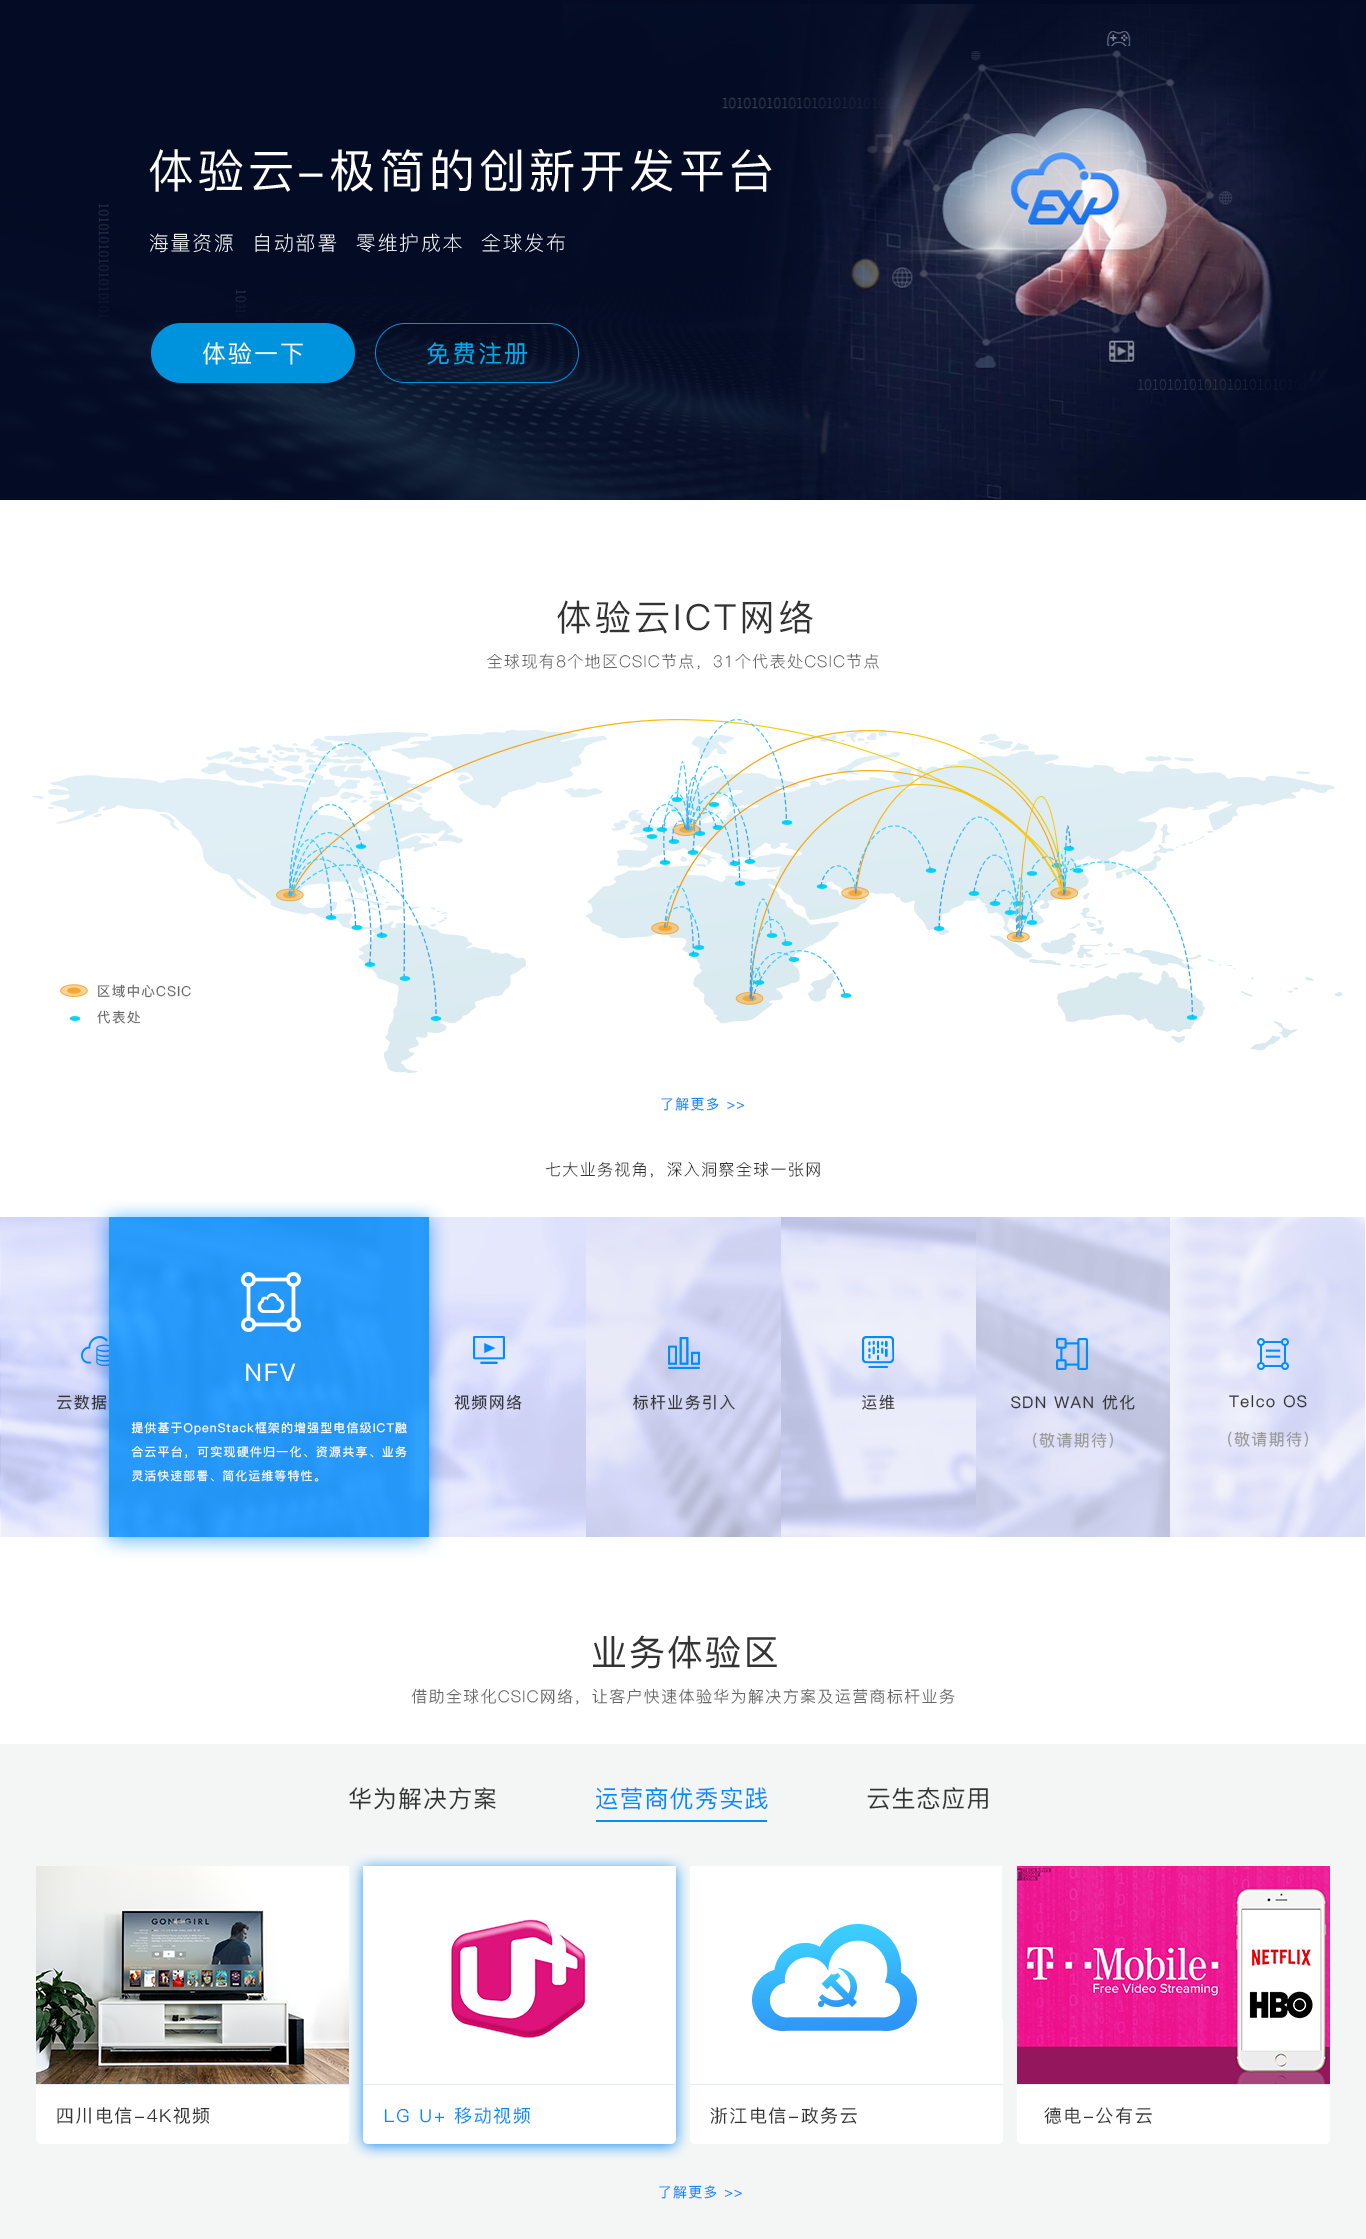 1010101010101010101010
体验云-极简的创新开发平台
EXP
海量资源 自动部署 零维护成本 全球发布
体验一下
免费注册
体验云ICT网络
全球现有8个地区CSIC节点，31个代表处CSIC节点
区域中心CSIC
代表处
了解更多 >>
七大业务视角，深入洞察全球一张网
云数据
NFV
提供基于OpenStack框架的增强型电信级ICT融
合云平台，可实现硬件归一化、资源共享、业务
灵活快速部署、简化运维等特性。
视频网络
标杆业务引入
运维
SDN WAN 优化
（敬请期待）
Telco OS
（敬请期待）
业务体验区
借助全球化CSIC网络，让客户快速体验华为解决方案及运营商标杆业务
华为解决方案
运营商优秀实践
云生态应用
GONE GIRL
U+
T··Mobile·
Free Video Streaming
NETFLIX
HBO
四川电信-4K视频
LG U+ 移动视频
浙江电信-政务云
德电-公有云
了解更多 >>